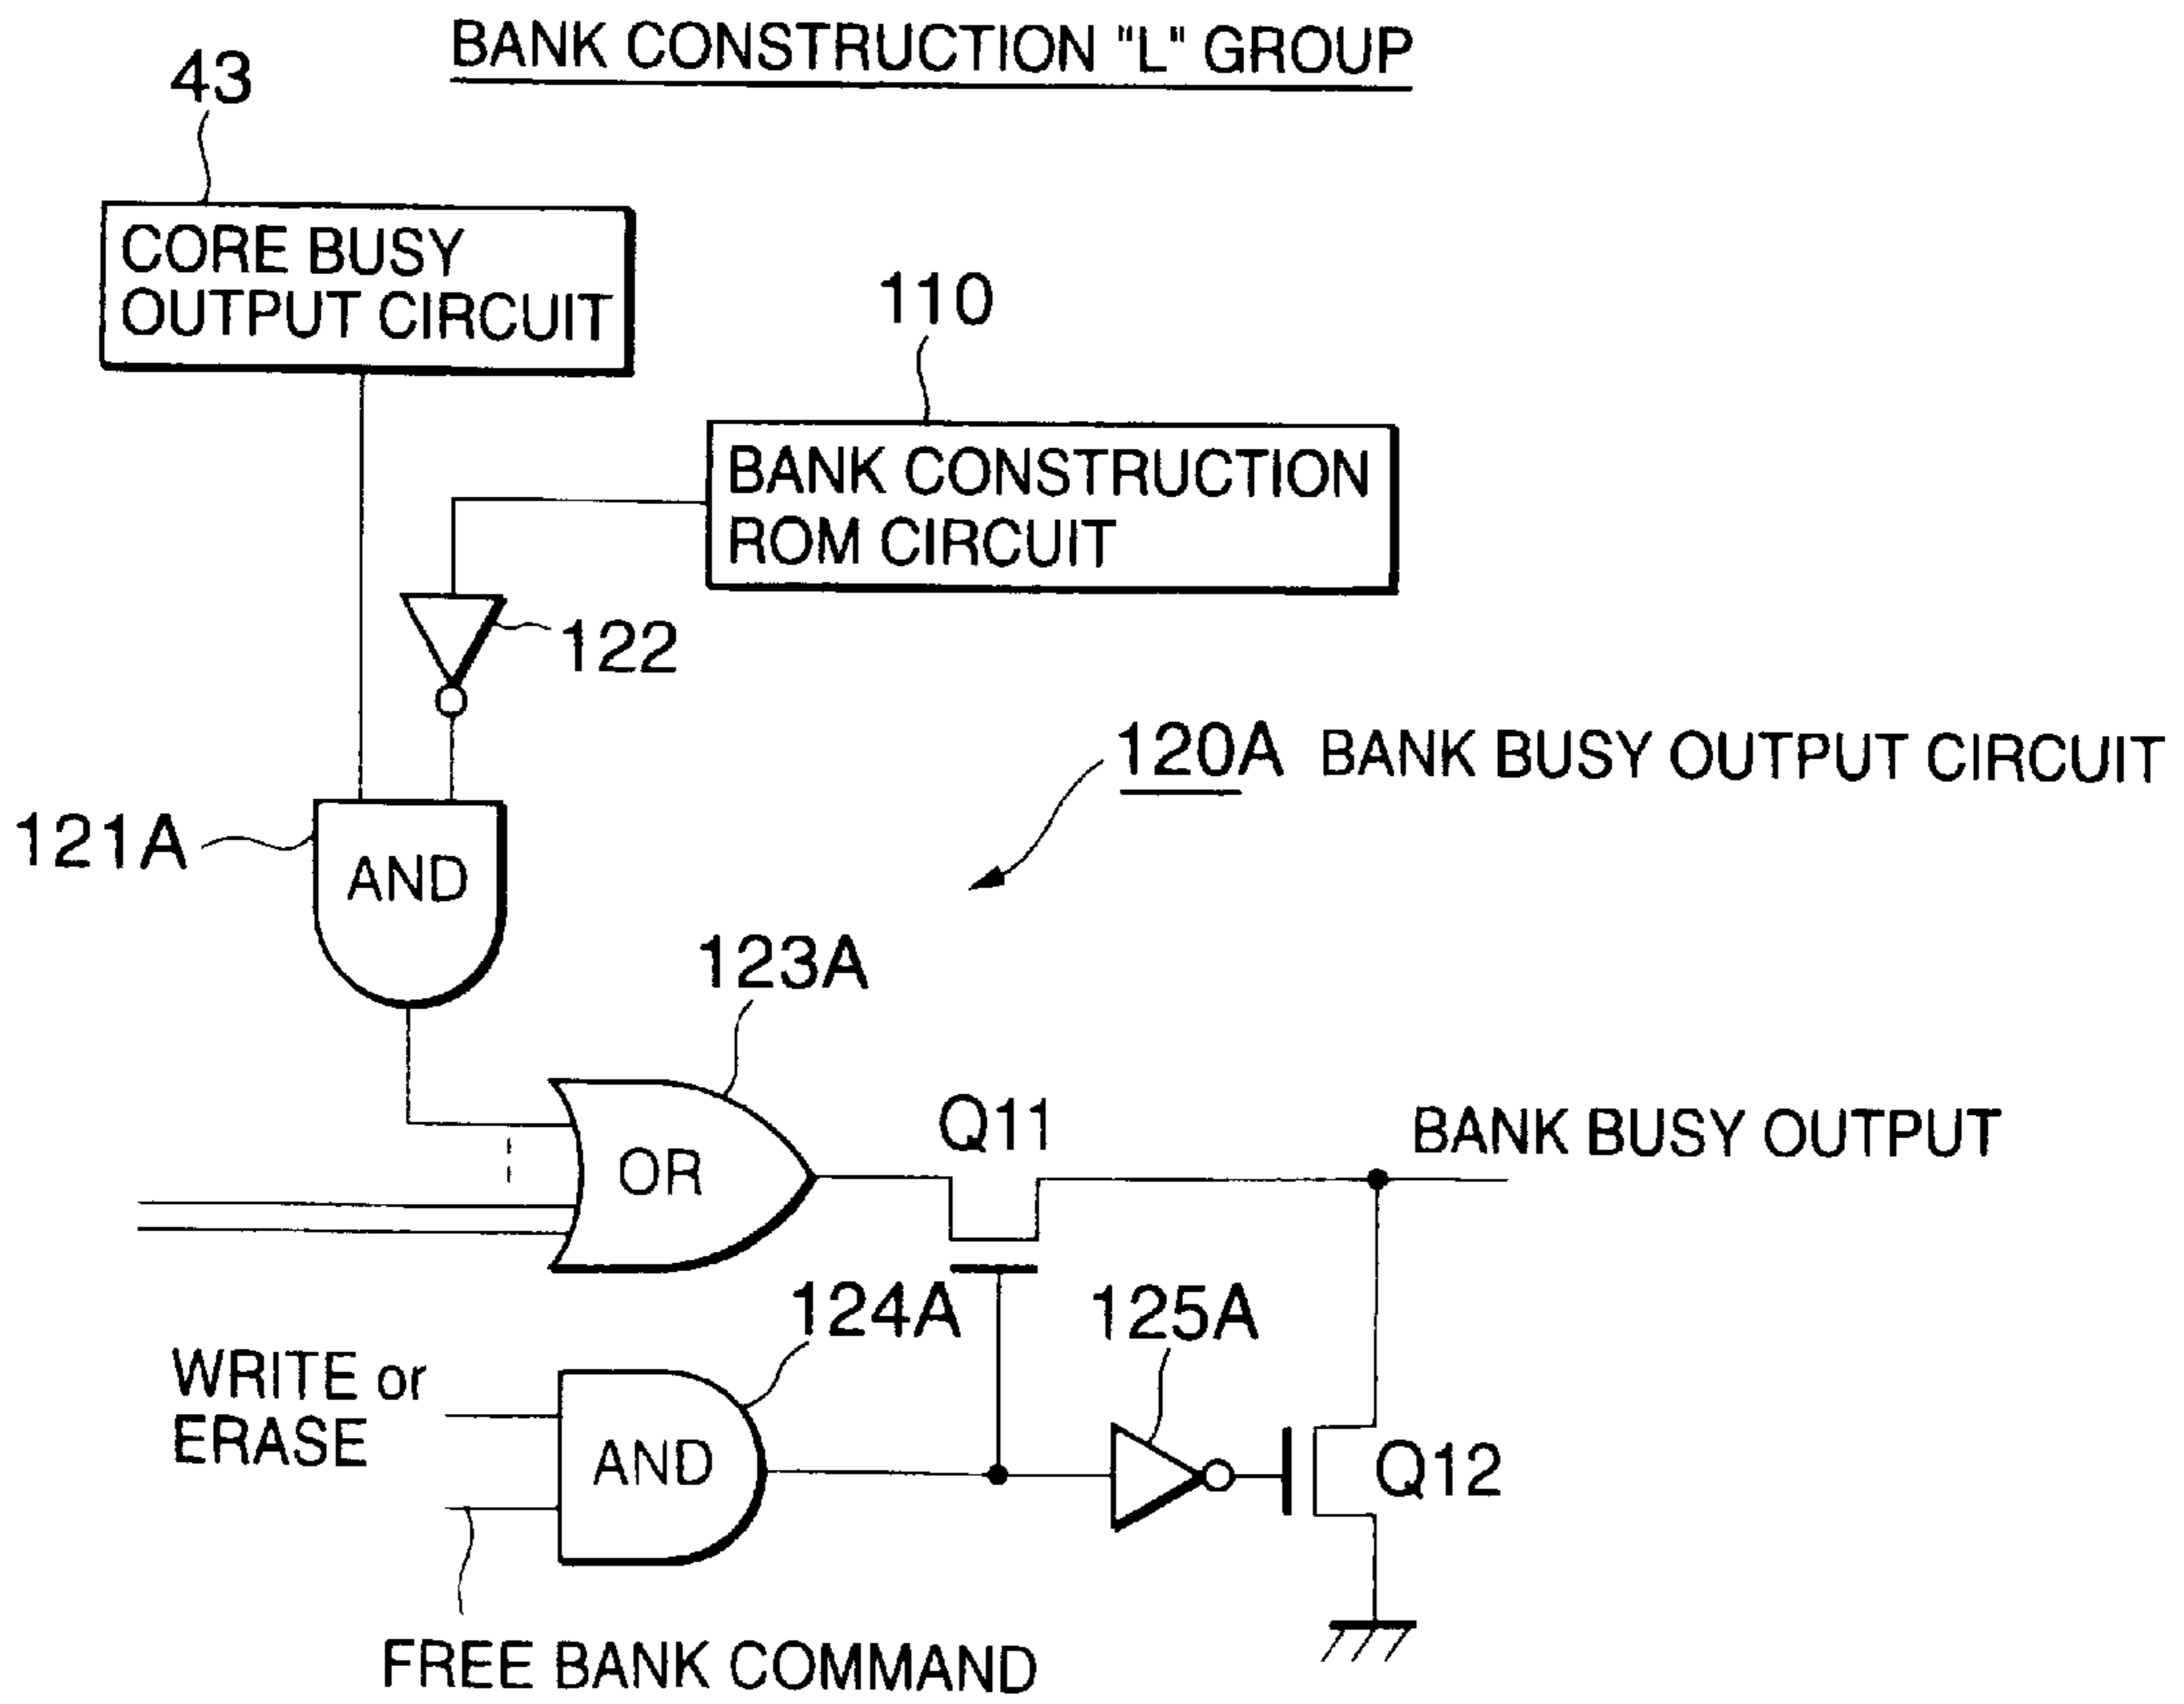 BANK CONSTRUCTION "L" GROUP
43
CORE BUSY
OUTPUT CIRCUIT
110
BANK CONSTRUCTION
ROM CIRCUIT
122
120A BANK BUSY OUTPUT CIRCUIT
121A
AND
123A
OR
Q11
BANK BUSY OUTPUT
124A
125A
WRITE or
ERASE
AND
Q12
FREE BANK COMMAND